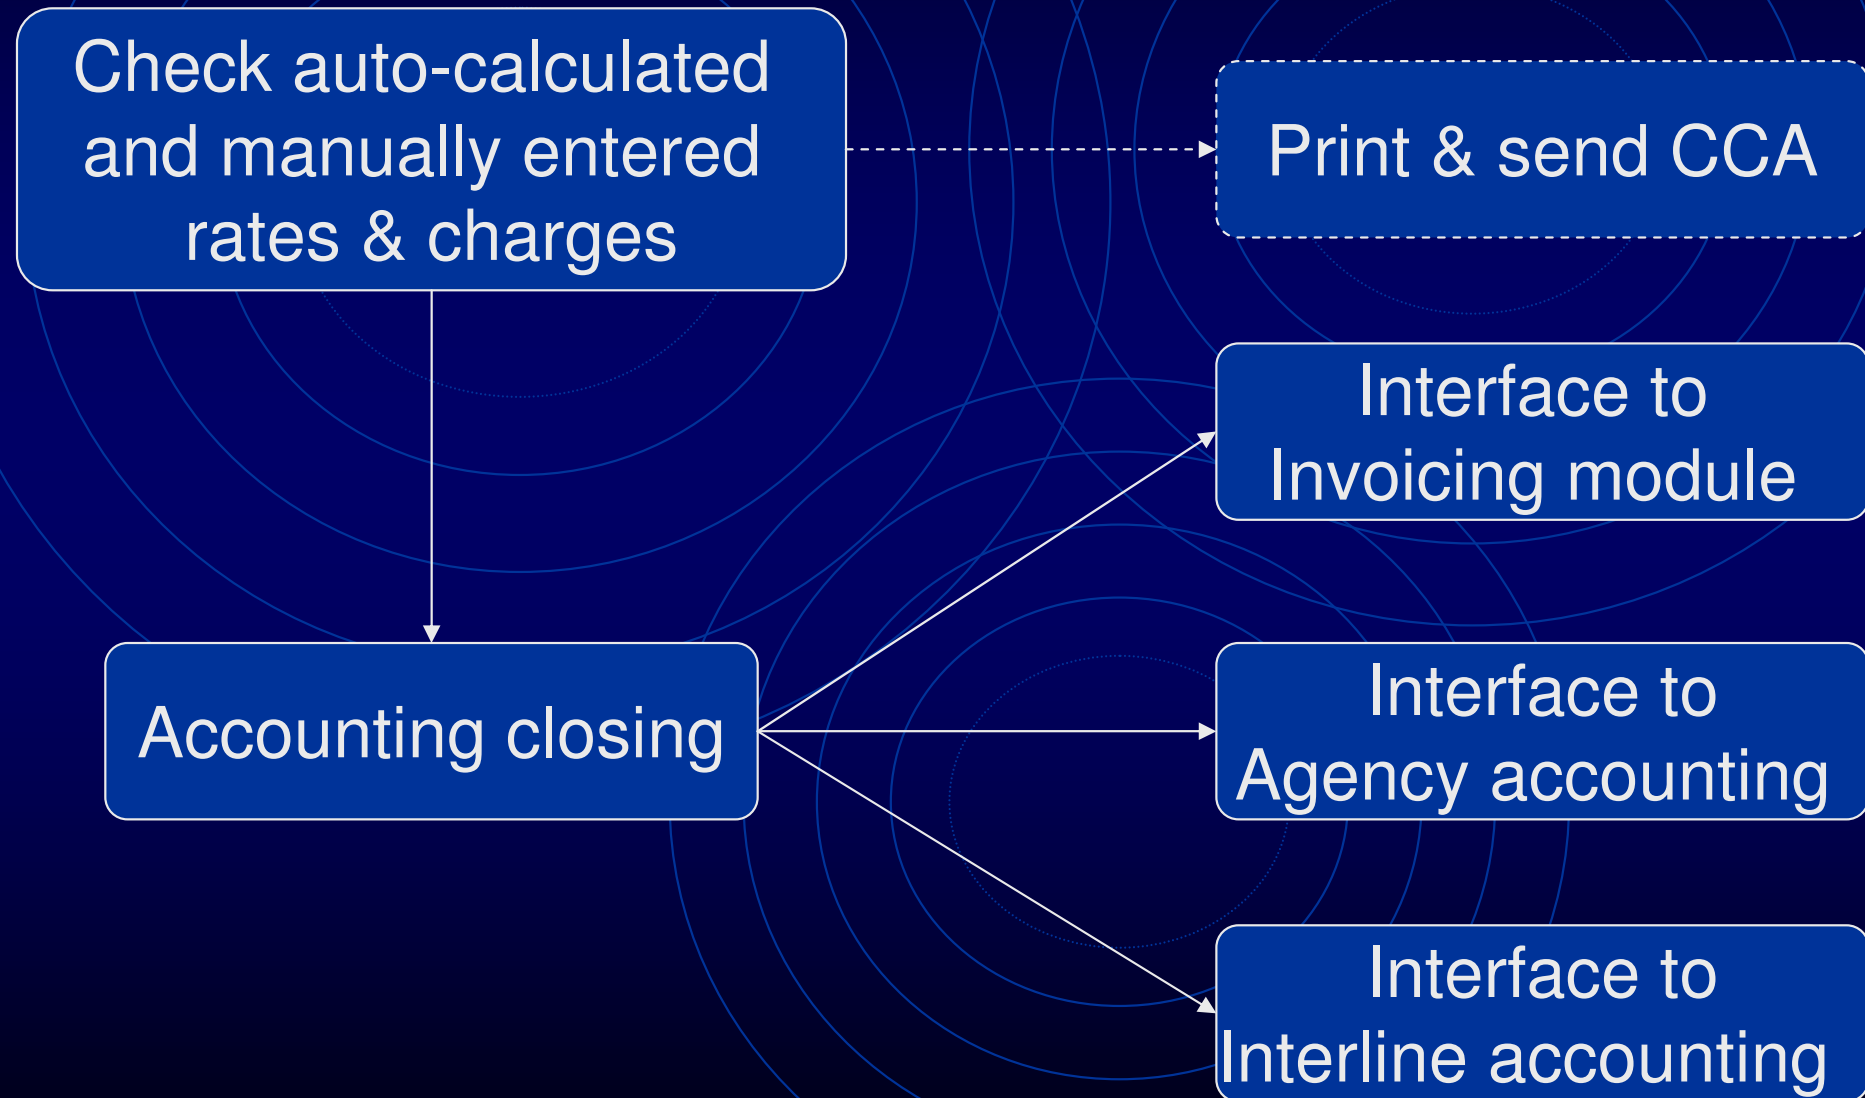 Check auto-calculated
and manually entered
rates & charges
Print & send CCA
Interface to
Invoicing module
Accounting closing
Interface to
Agency accounting
Interface to
Interline accounting